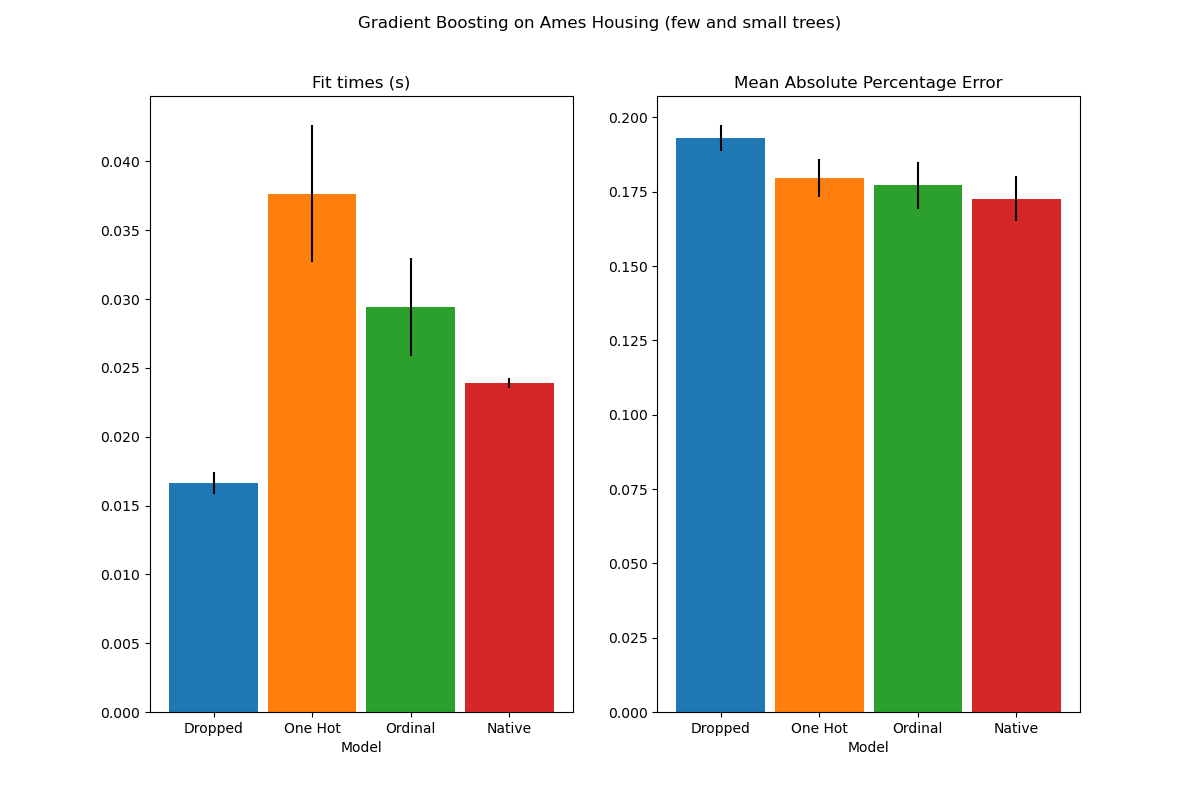 Gradient Boosting on Ames Housing (few and small trees)
Fit times (s)
0.040
0.035
0.030
0.025
0.020
0.015
0.010
0.005
0.000
Dropped One Hot Ordinal Native
Model
Mean Absolute Percentage Error
0.200
0.175
0.150
0.125
0.100
0.075
0.050
0.025
0.000
Dropped One Hot Ordinal Native
Model